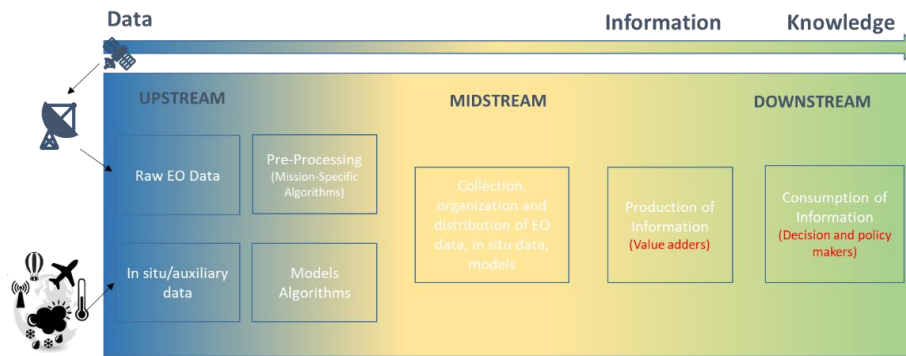 Data
Information
Knowledge
UPSTREAM
MIDSTREAM
DOWNSTREAM
Raw EO Data
Pre-Processing
(Mission-Specific
Algorithms)
In situ/auxiliary
data
Models
Algorithms
Collection,
organization and
distribution of EO
data, in situ data,
models
Production of
Information
(Value adders)
Consumption of
Information
(Decision and policy
makers)